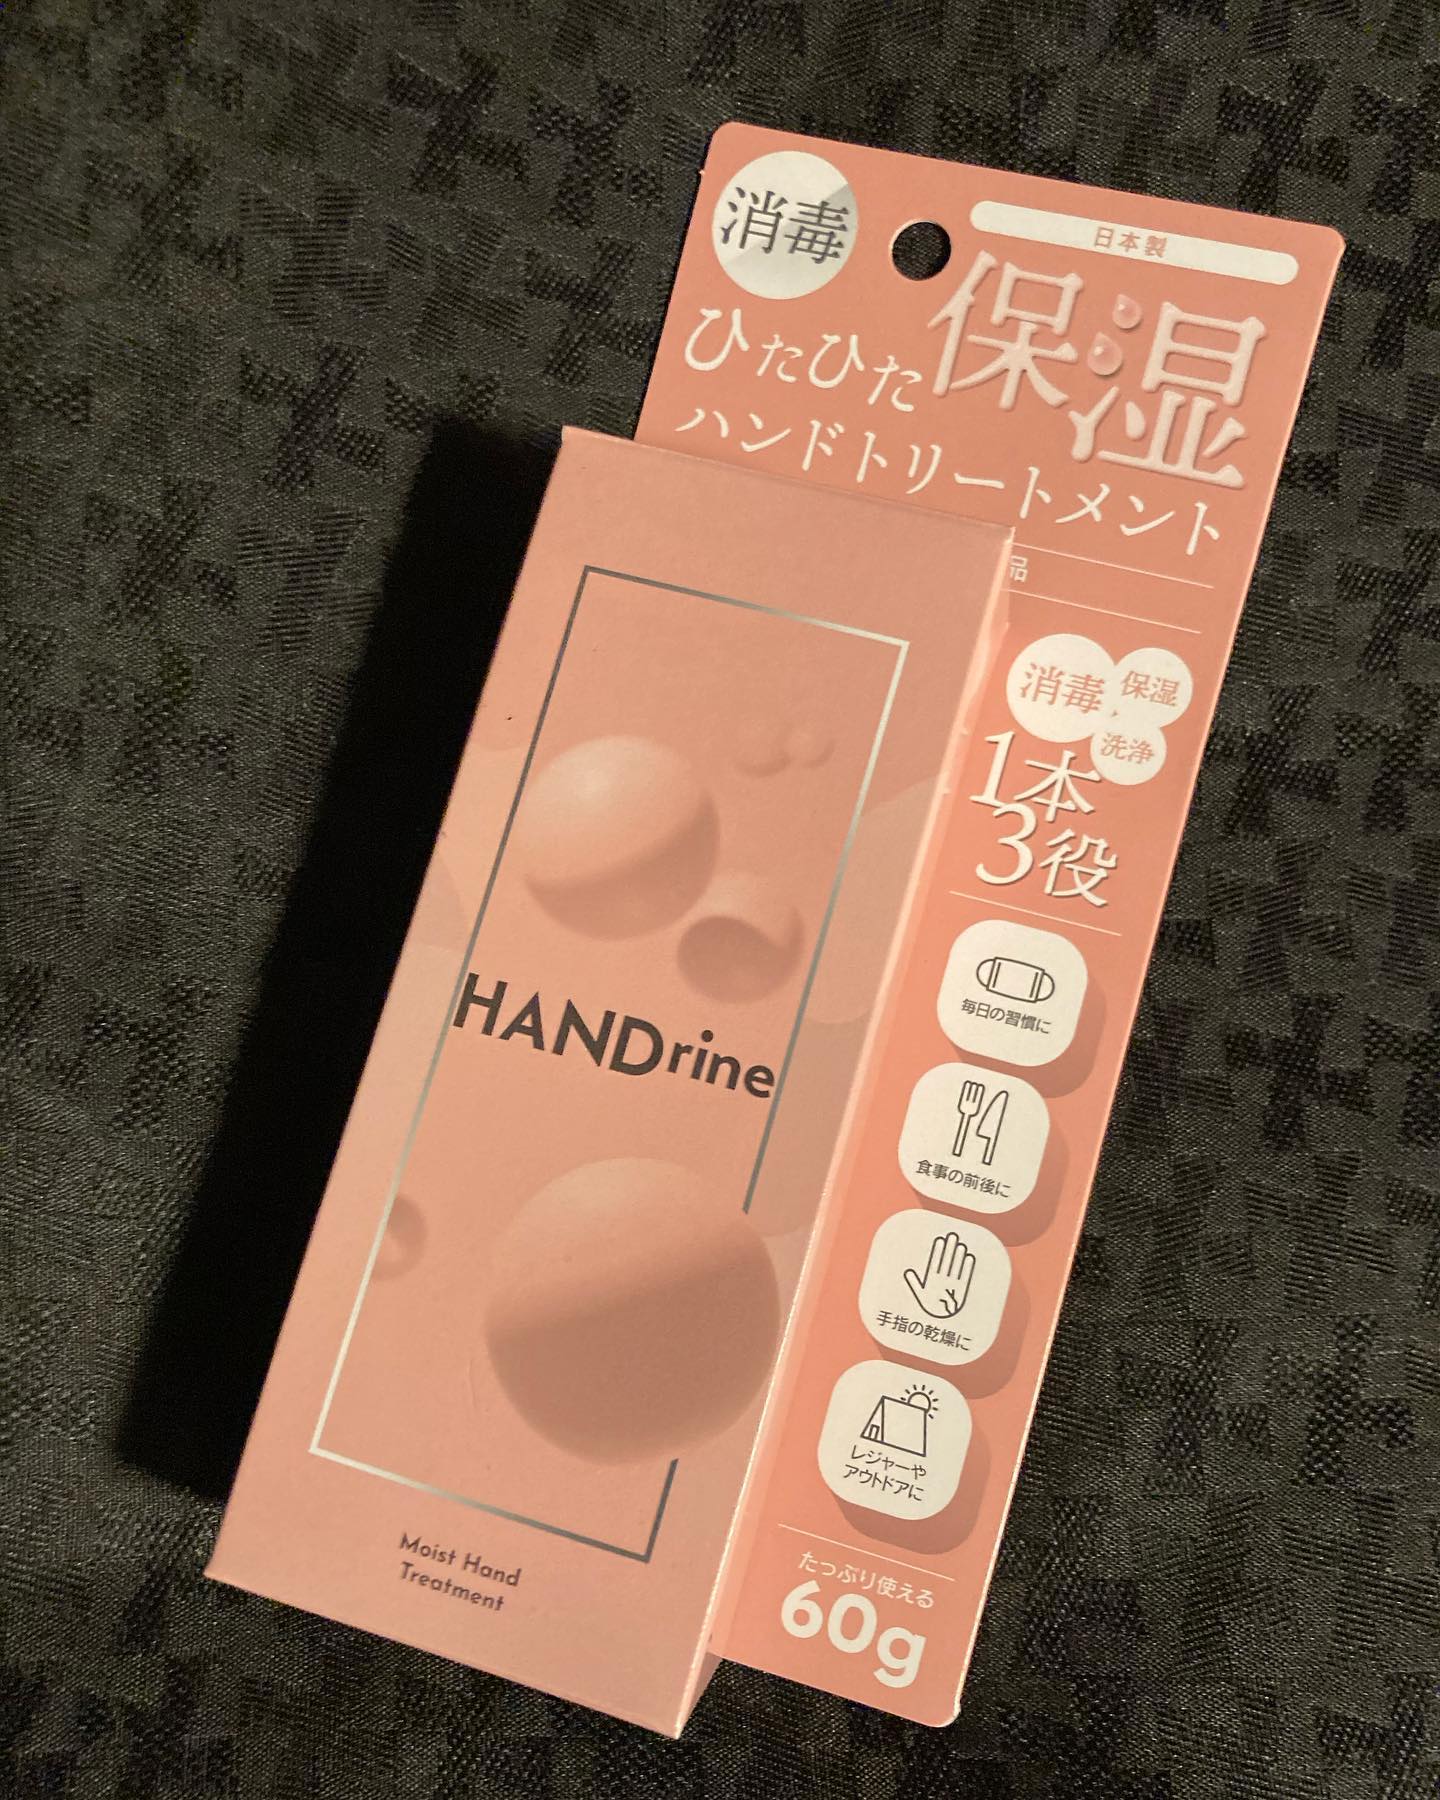 消毒
日本製
ひたひた保湿
ハンドトリートメント
品
消毒
保湿
洗浄
1本
3役
毎日の習慣に
食事の前後に
手指の乾燥に
レジャーや
アウトドアに
たっぷり使える
60g
HANDrine
Moist Hand
Treatment